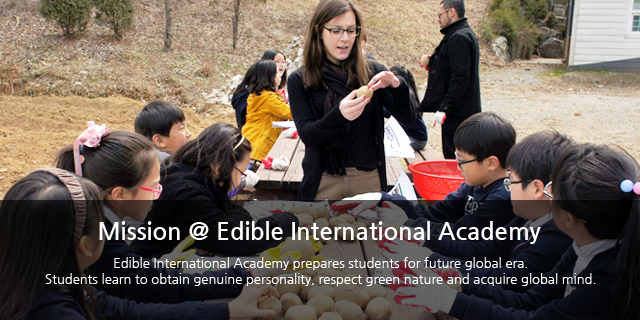 Mission @ Edible International Academy
Edible International Academy prepares students for future global era.
Students learn to obtain genuine personality, respect green nature and acquire global mind.